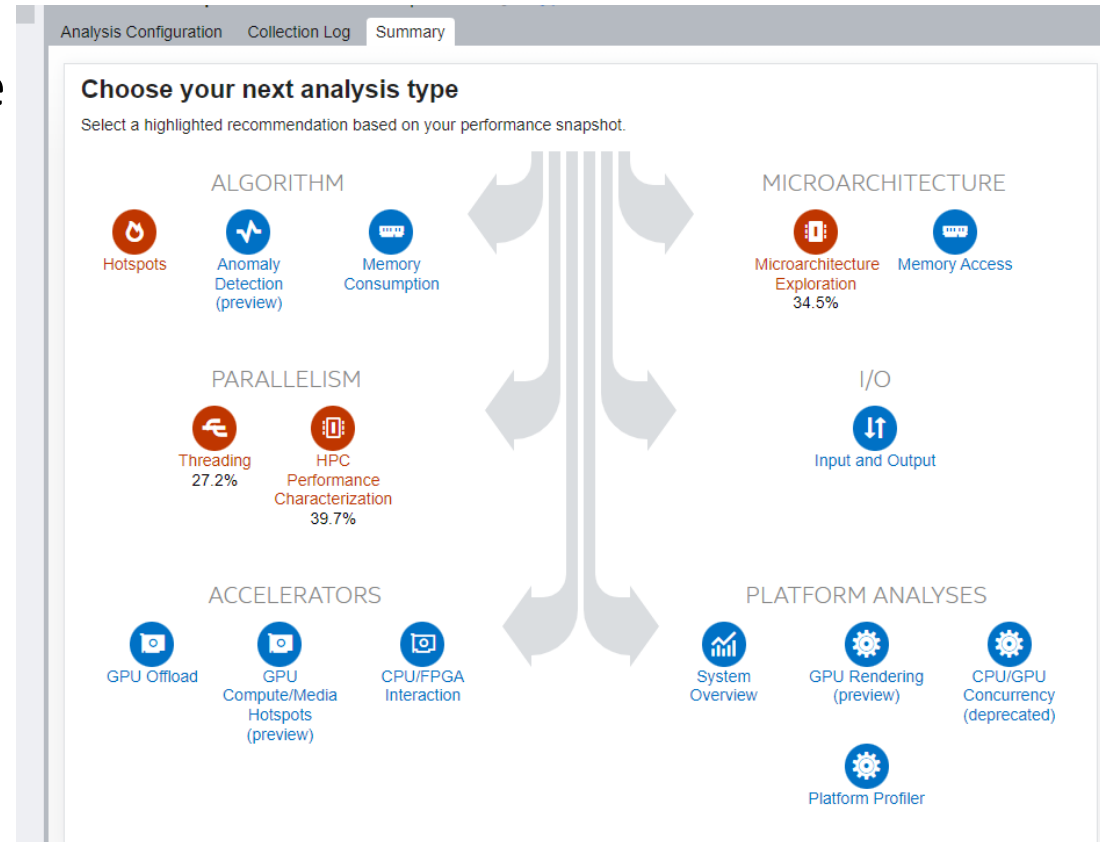 Analysis Configuration Collection Log Summary
e
Choose your next analysis type
Select a highlighted recommendation based on your performance snapshot.
ALGORITHM
Hotspots
Anomaly
Detection
(preview)
Memory
Consumption
MICROARCHITECTURE
Microarchitecture
Exploration
34.5%
Memory Access
PARALLELISM
Threading
27.2%
HPC
Performance
Characterization
39.7%
I/O
Input and Output
ACCELERATORS
GPU Offload
GPU
Compute/Media
Hotspots
(preview)
CPU/FPGA
Interaction
PLATFORM ANALYSES
System
Overview
GPU Rendering
(preview)
CPU/GPU
Concurrency
(deprecated)
Platform Profiler